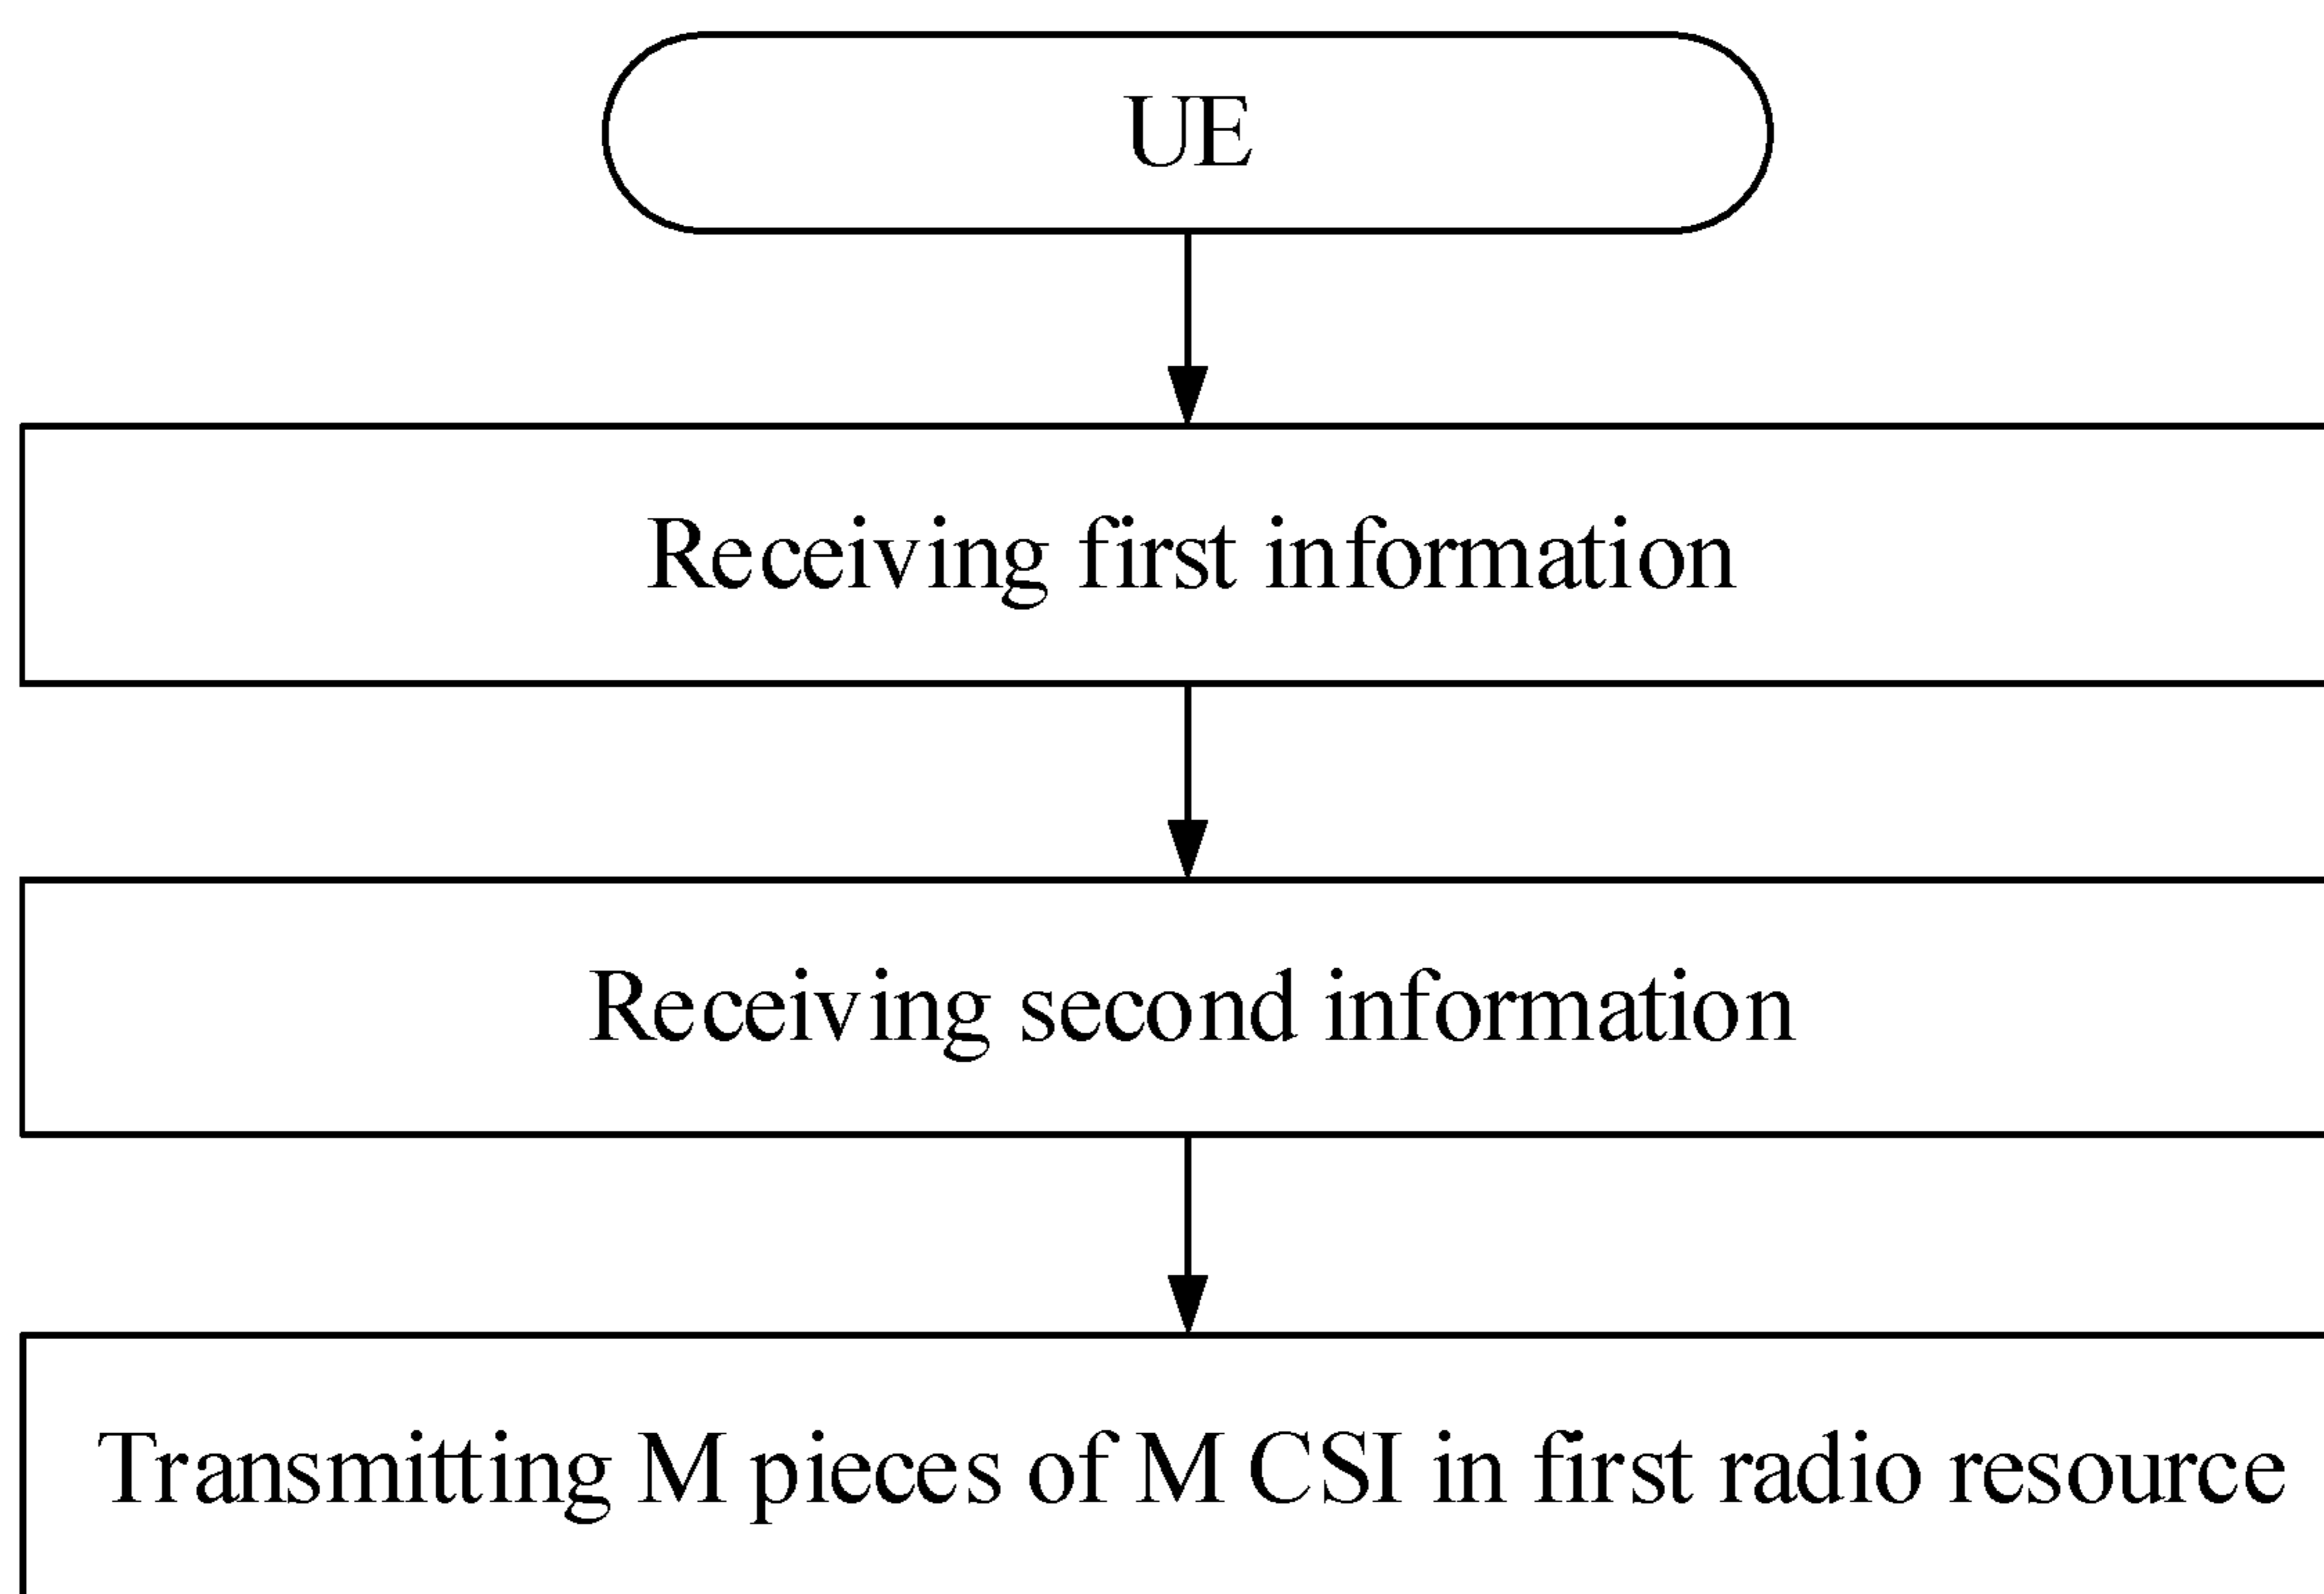 UE
Receiving first information
Receiving second information
Transmitting M pieces of M CSI in first radio resource